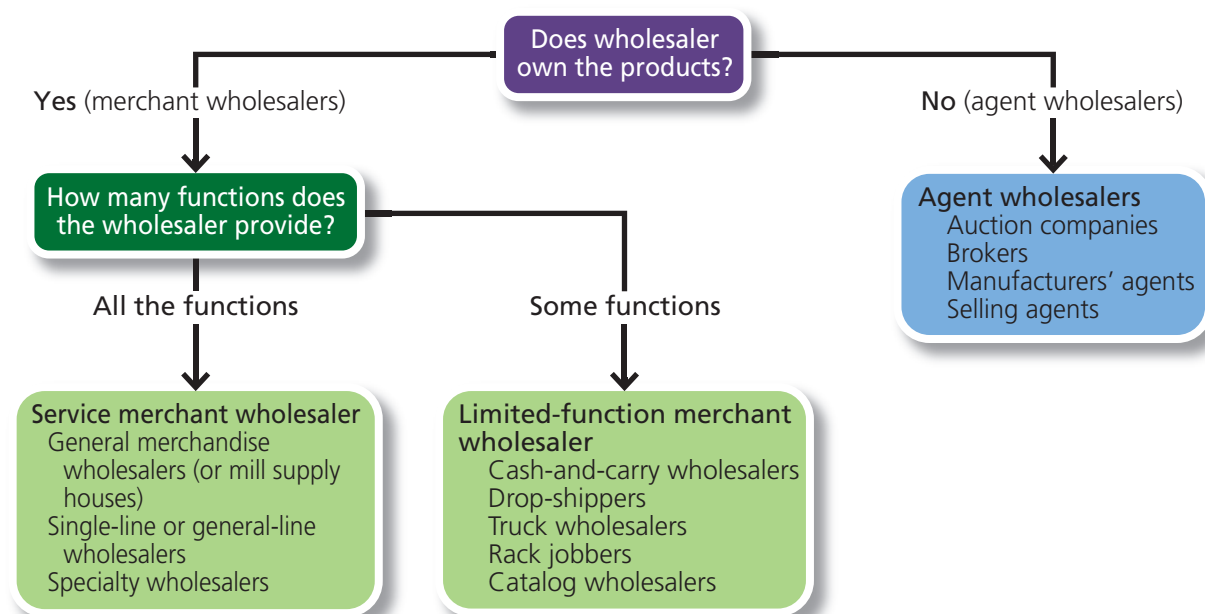 Does wholesaler
own the products?
Yes (merchant wholesalers)
No (agent wholesalers)
How many functions does
the wholesaler provide?
Agent wholesalers
Auction companies
Brokers
Manufacturers’ agents
Selling agents
All the functions
Some functions
Service merchant wholesaler
General merchandise
wholesalers (or mill supply
houses)
Single-line or general-line
wholesalers
Specialty wholesalers
Limited-function merchant
wholesaler
Cash-and-carry wholesalers
Drop-shippers
Truck wholesalers
Rack jobbers
Catalog wholesalers